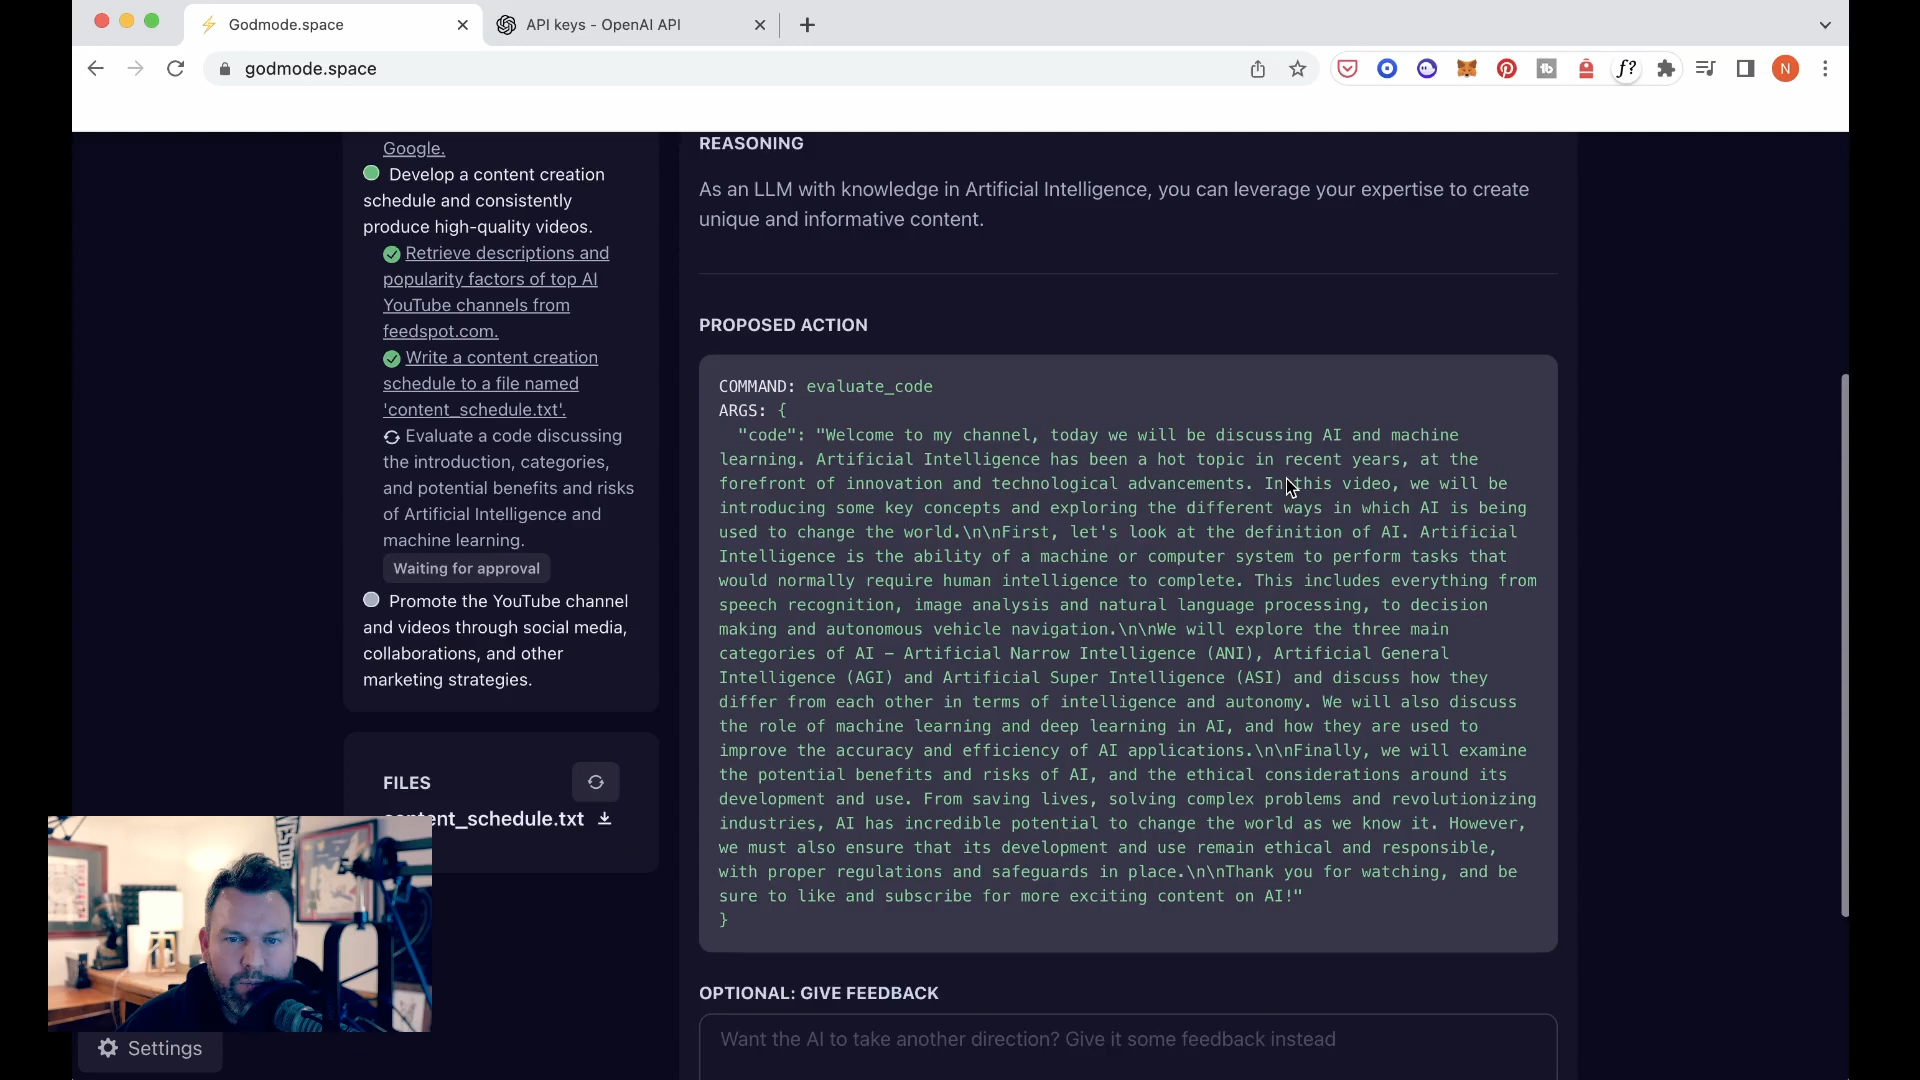 Godmode.space
API keys - OpenAI API
godmode.space
f?
N
Google.
Develop a content creation
schedule and consistently
produce high-quality videos.
Retrieve descriptions and
popularity factors of top AI
YouTube channels from
feedspot.com.
Write a content creation
schedule to a file named
'content_schedule.txt'.
Evaluate a code discussing
the introduction, categories,
and potential benefits and risks
of Artificial Intelligence and
machine learning.
Waiting for approval
Promote the YouTube channel
and videos through social media,
collaborations, and other
marketing strategies.
FILES
content_schedule.txt
Settings
REASONING
As an LLM with knowledge in Artificial Intelligence, you can leverage your expertise to create
unique and informative content.
PROPOSED ACTION
COMMAND: evaluate_code
ARGS: {
"code": "Welcome to my channel, today we will be discussing AI and machine
learning. Artificial Intelligence has been a hot topic in recent years, at the
forefront of innovation and technological advancements. In this video, we will be
introducing some key concepts and exploring the different ways in which AI is being
used to change the world.\n\nFirst, let's look at the definition of AI. Artificial
Intelligence is the ability of a machine or computer system to perform tasks that
would normally require human intelligence to complete. This includes everything from
speech recognition, image analysis and natural language processing, to decision
making and autonomous vehicle navigation.\n\nWe will explore the three main
categories of AI – Artificial Narrow Intelligence (ANI), Artificial General
Intelligence (AGI) and Artificial Super Intelligence (ASI) and discuss how they
differ from each other in terms of intelligence and autonomy. We will also discuss
the role of machine learning and deep learning in AI, and how they are used to
improve the accuracy and efficiency of AI applications.\n\nFinally, we will examine
the potential benefits and risks of AI, and the ethical considerations around its
development and use. From saving lives, solving complex problems and revolutionizing
industries, AI has incredible potential to change the world as we know it. However,
we must also ensure that its development and use remain ethical and responsible,
with proper regulations and safeguards in place.\n\nThank you for watching, and be
sure to like and subscribe for more exciting content on AI!"
}
OPTIONAL: GIVE FEEDBACK
Want the AI to take another direction? Give it some feedback instead